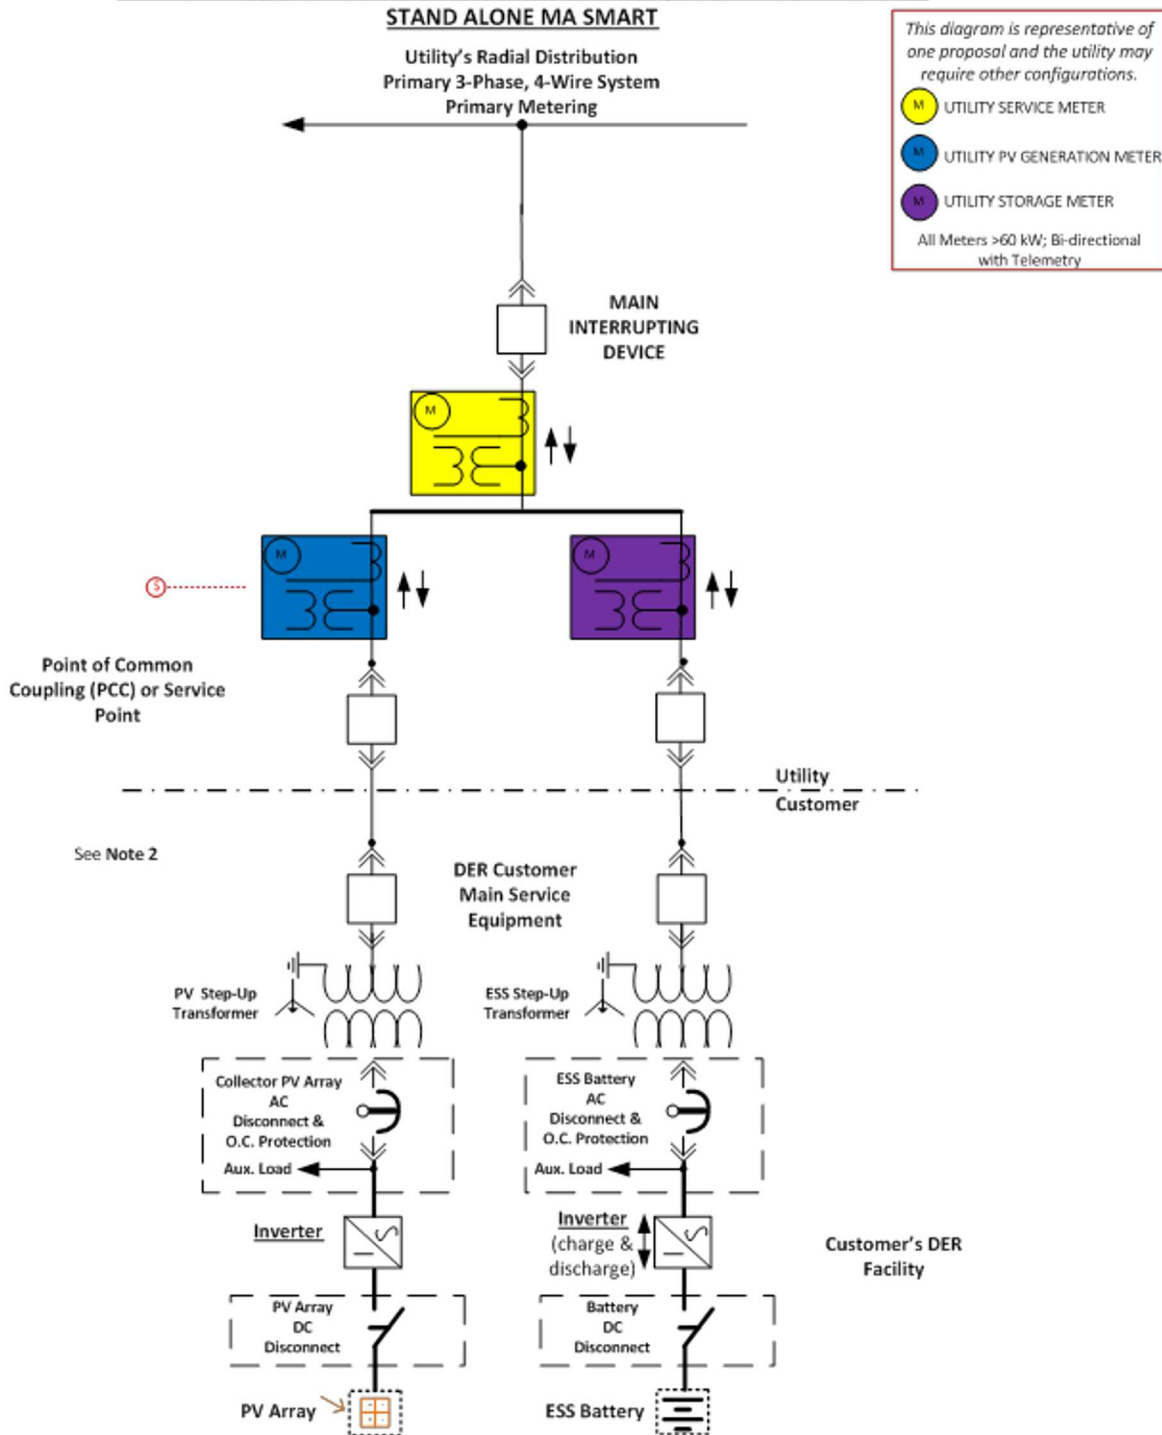 STAND ALONE MA SMART
Utility's Radial Distribution
Primary 3-Phase, 4-Wire System
Primary Metering
This diagram is representative of
one proposal and the utility may
require other configurations.
M UTILITY SERVICE METER
M UTILITY PV GENERATION METER
M UTILITY STORAGE METER
All Meters >60 kW; Bi-directional
with Telemetry
MAIN
INTERRUPTING
DEVICE
M
M
M
$
Point of Common
Coupling (PCC) or Service
Point
Utility
Customer
See Note 2
DER Customer
Main Service
Equipment
PV Step-Up
Transformer
ESS Step-Up
Transformer
Collector PV Array
AC
Disconnect &
O.C. Protection
Aux. Load
ESS Battery
AC
Disconnect &
O.C. Protection
Aux. Load
Inverter
Inverter
(charge &
discharge)
Customer's DER
Facility
PV Array
DC
Disconnect
Battery
DC
Disconnect
PV Array
ESS Battery